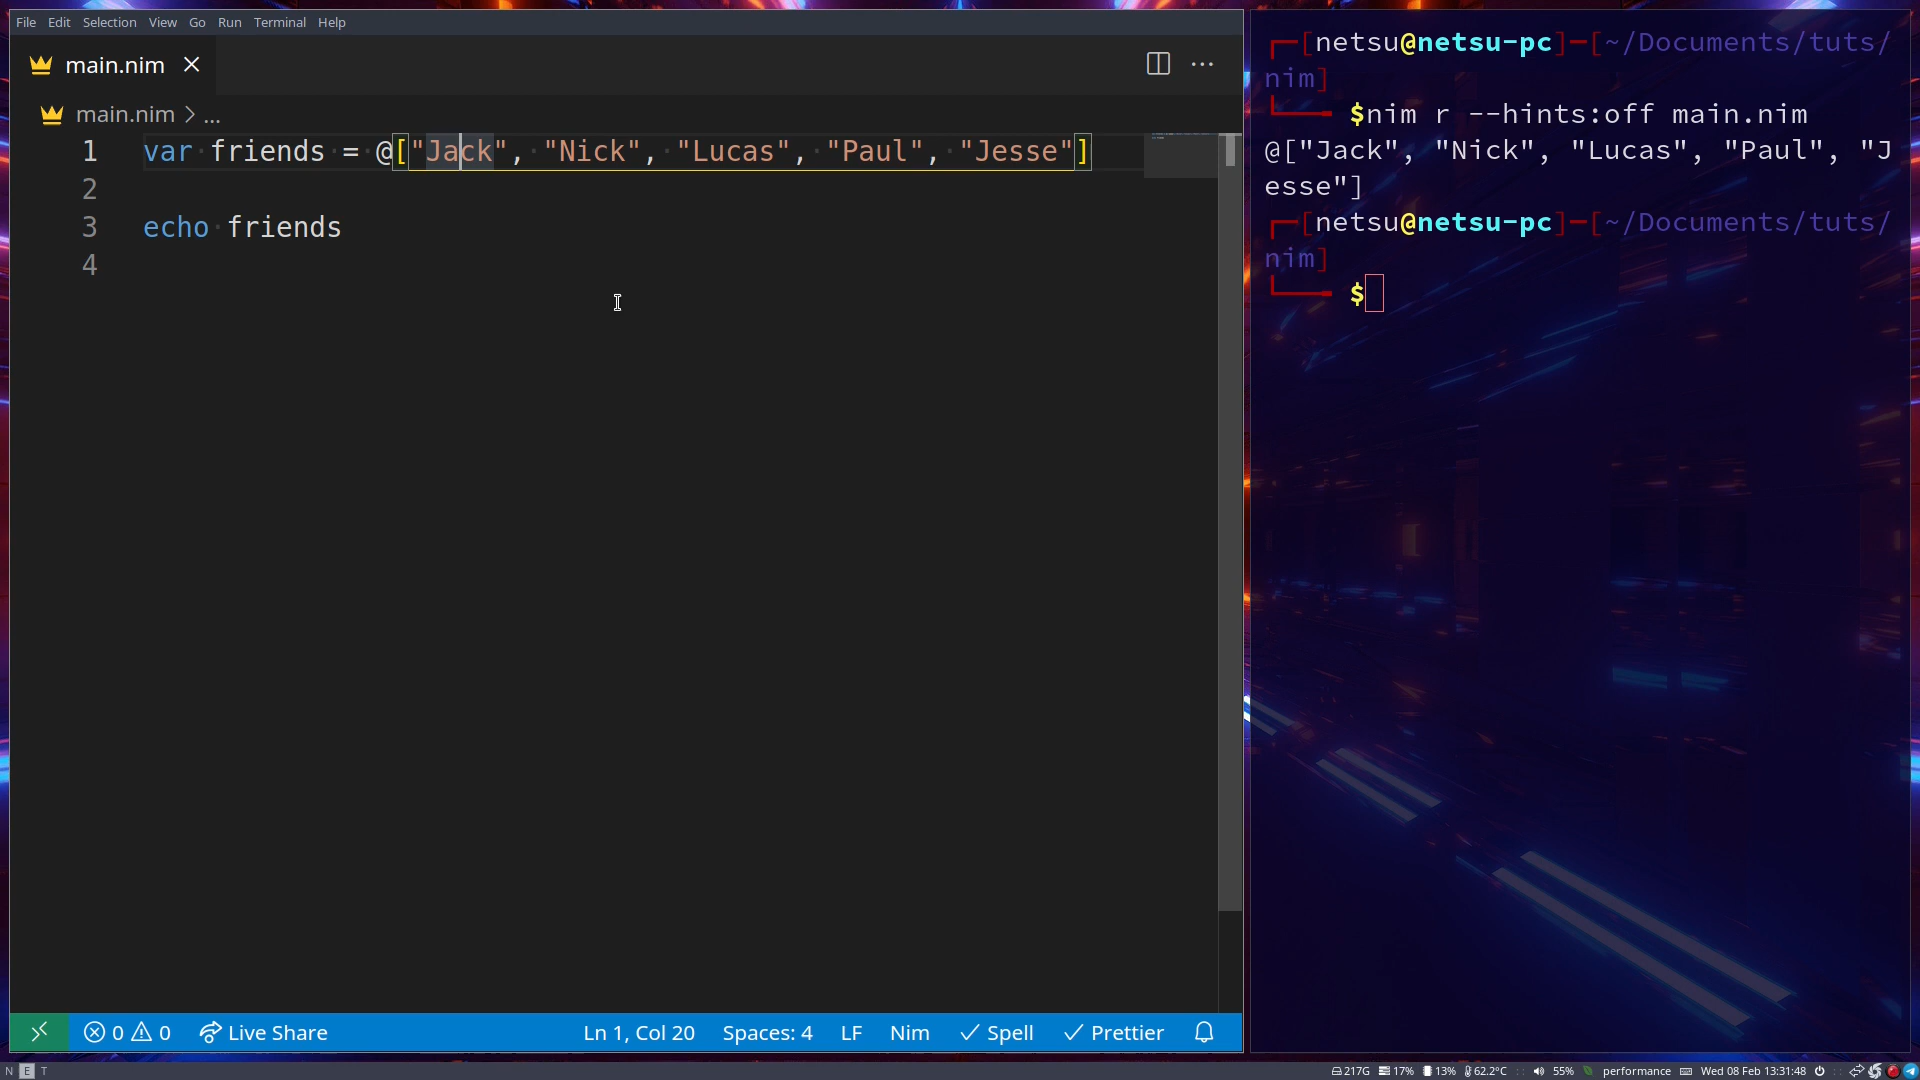 File Edit Selection View Go Run Terminal Help
main.nim
main.nim > ...
1 var friends = @["Jack", "Nick", "Lucas", "Paul", "Jesse"]
2
3 echo friends
4
0 0 Live Share Ln 1, Col 20 Spaces: 4 LF Nim Spell Prettier
[netsu@netsu-pc]-[~/Documents/tuts/
nim]
$nim r --hints:off main.nim
@["Jack", "Nick", "Lucas", "Paul", "J
esse"]
[netsu@netsu-pc]-[~/Documents/tuts/
nim]
$
N E T 217G 17% 13% 62.2°C 55% performance Wed 08 Feb 13:31:48